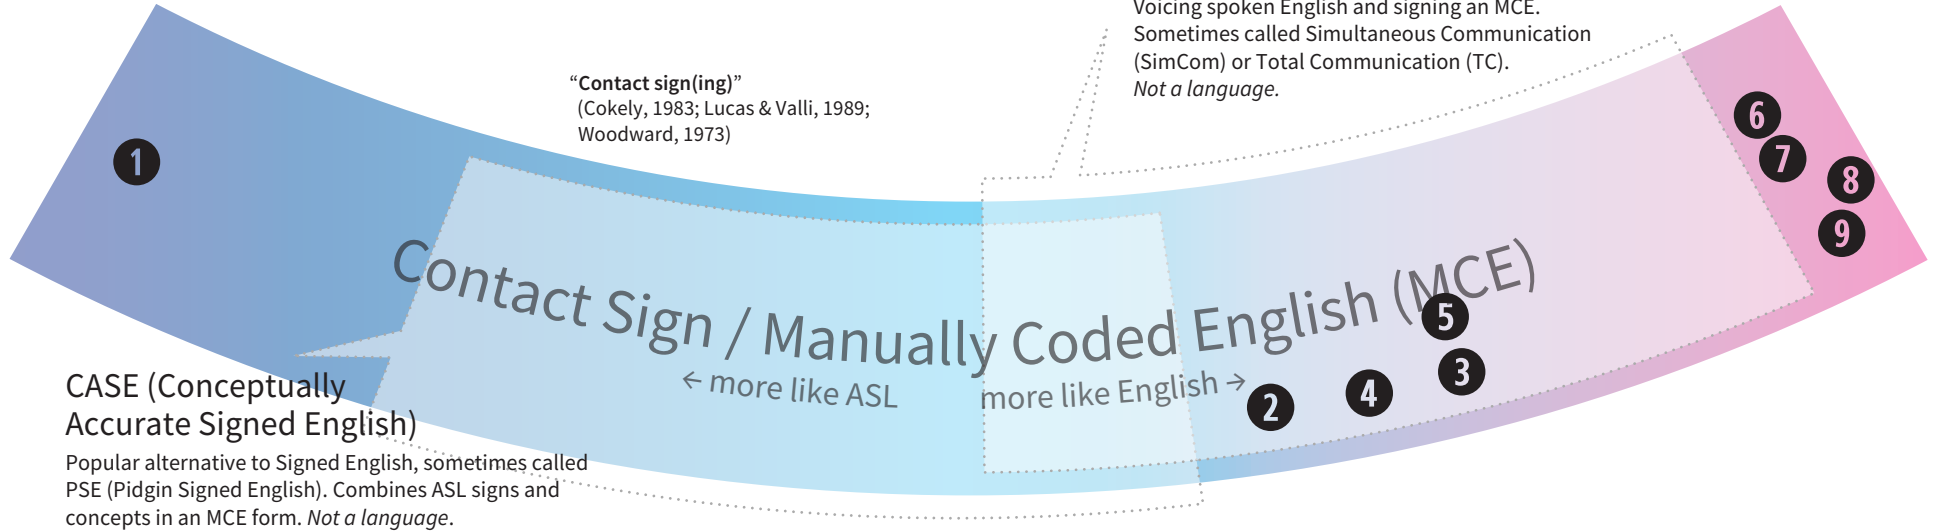 Voicing spoken English and signing an MCE.
Sometimes called Simultaneous Communication
(SimCom) or Total Communication (TC).
Not a language.
“Contact sign(ing)”
(Cokely, 1983; Lucas & Valli, 1989;
Woodward, 1973)
1
6
7
8
9
Contact Sign / Manually Coded English (MCE)
← more like ASL
more like English →
5
3
4
2
CASE (Conceptually
Accurate Signed English)
Popular alternative to Signed English, sometimes called
PSE (Pidgin Signed English). Combines ASL signs and
concepts in an MCE form. Not a language.